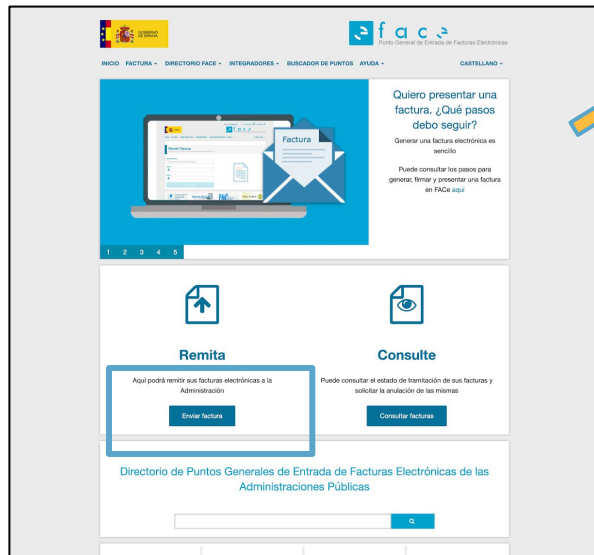 GOBIERNO
DE ESPAÑA
face
Punto General de Entrada de Facturas Electrónicas
INICIO FACTURA DIRECTORIO FACE INTEGRADORES BUSCADOR DE PUNTOS AYUDA CASTELLANO
Factura
Quiero presentar una
factura. ¿Qué pasos
debo seguir?
Generar una factura electrónica es
sencillo
Puede consultar los pasos para
generar, firmar y presentar una factura
en FACe aquí
1 2 3 4 5
Remita
Aquí podrá remitir sus facturas electrónicas a la
Administración
Enviar factura
Consulte
Puede consultar el estado de tramitación de sus facturas y
solicitar la anulación de las mismas
Consultar facturas
Directorio de Puntos Generales de Entrada de Facturas Electrónicas de las
Administraciones Públicas